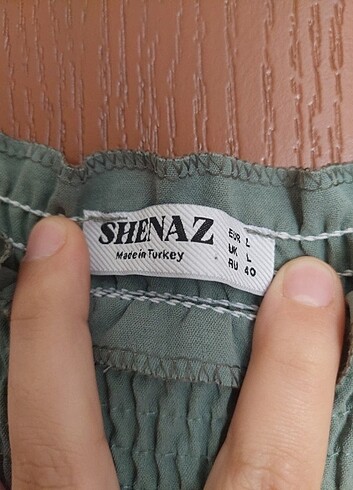 SHENAZ
Made in Turkey
EUR L
UK L
RU 40